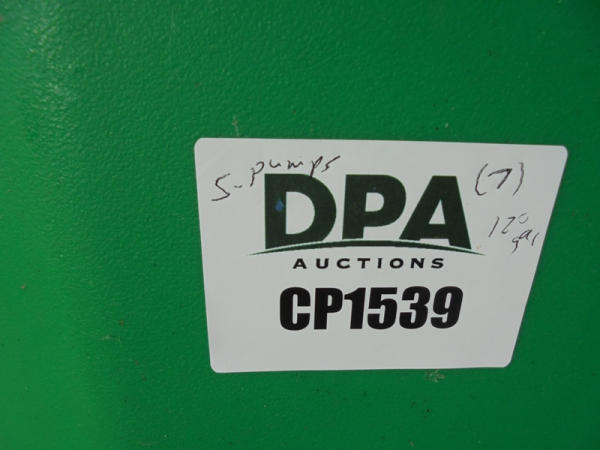 5-pumps
DPA
(7)
120
gal
AUCTIONS
CP1539